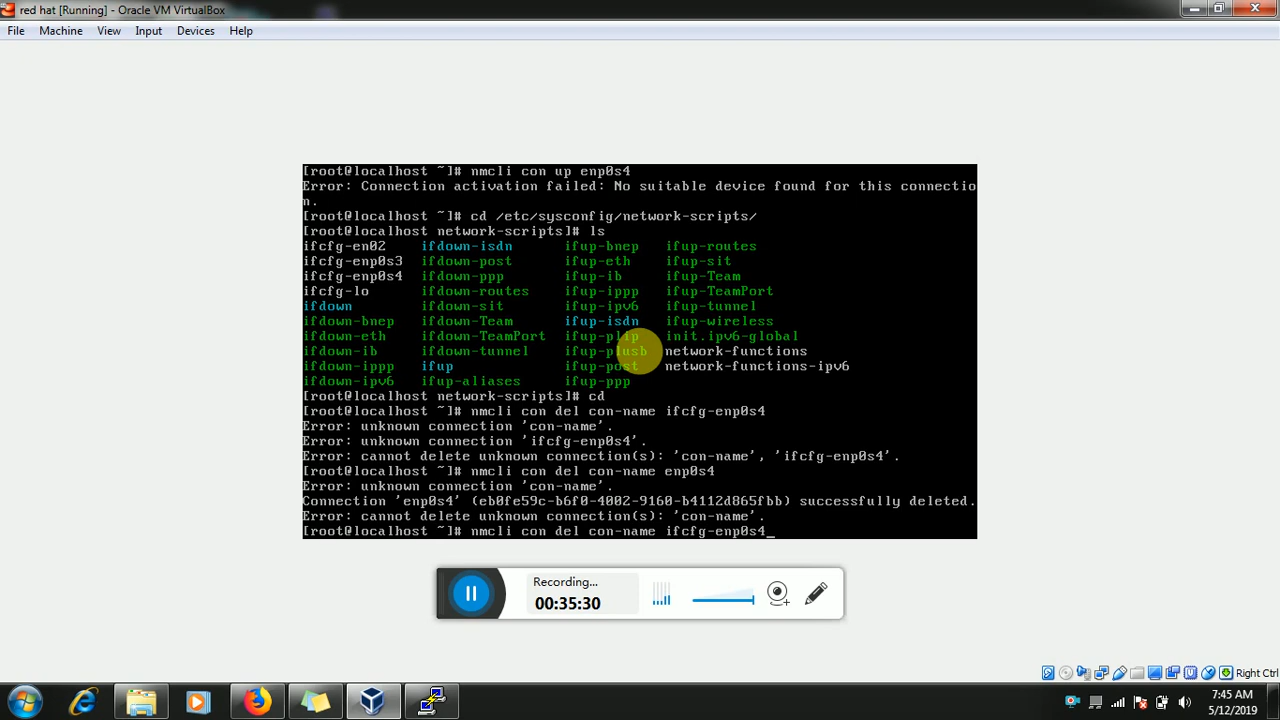 red hat [Running] - Oracle VM VirtualBox
File Machine View Input Devices Help
[root@localhost ~]# nmcli con up enp0s4
Error: Connection activation failed: No suitable device found for this connectio
n.
[root@localhost ~]# cd /etc/sysconfig/network-scripts/
[root@localhost network-scripts]# ls
ifcfg-en02 ifdown-isdn ifup-bnep ifup-routes
ifcfg-enp0s3 ifdown-post ifup-eth ifup-sit
ifcfg-enp0s4 ifdown-ppp ifup-ib ifup-Team
ifcfg-lo ifdown-routes ifup-ippp ifup-TeamPort
ifdown ifdown-sit ifup-ipv6 ifup-tunnel
ifdown-bnep ifdown-Team ifup-isdn ifup-wireless
ifdown-eth ifdown-TeamPort ifup-plip init.ipv6-global
ifdown-ib ifdown-tunnel ifup-plusb network-functions
ifdown-ippp ifup ifup-post network-functions-ipv6
ifdown-ipv6 ifup-aliases ifup-ppp
[root@localhost network-scripts]# cd
[root@localhost ~]# nmcli con del con-name ifcfg-enp0s4
Error: unknown connection 'con-name'.
Error: unknown connection 'ifcfg-enp0s4'.
Error: cannot delete unknown connection(s): 'con-name', 'ifcfg-enp0s4'.
[root@localhost ~]# nmcli con del con-name enp0s4
Error: unknown connection 'con-name'.
Connection 'enp0s4' (eb0fe59c-b6f0-4002-9160-b4112d865fbb) successfully deleted.
Error: cannot delete unknown connection(s): 'con-name'.
[root@localhost ~]# nmcli con del con-name ifcfg-enp0s4_
Recording...
00:35:30
Right Ctrl
7:45 AM
5/12/2019